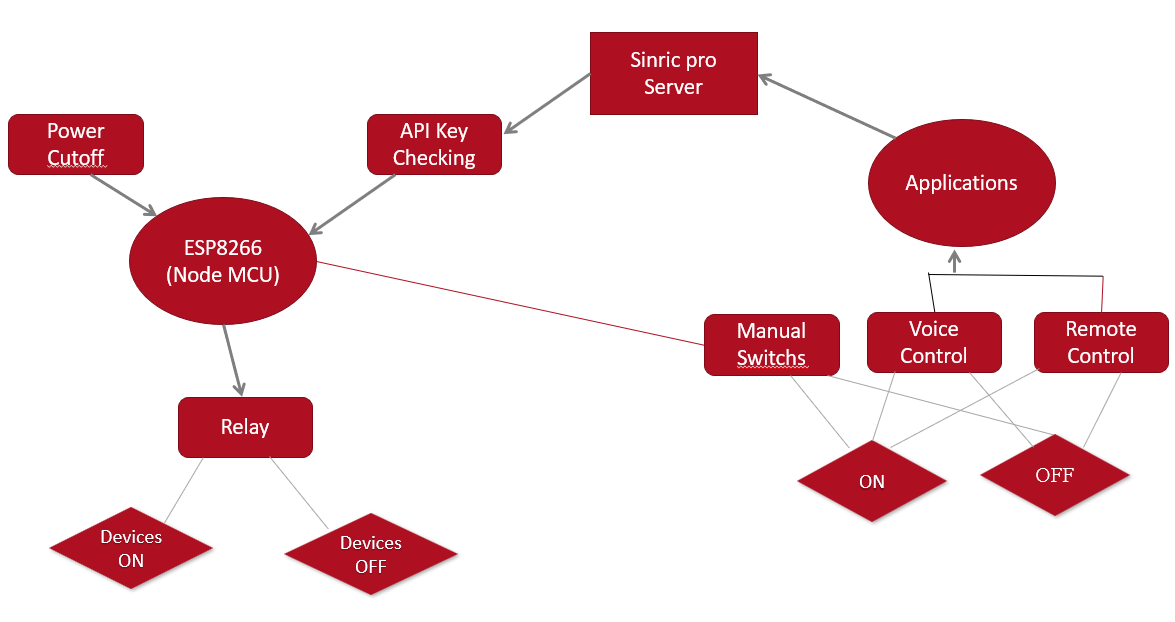 Sinric pro
Server
Power
Cutoff
API Key
Checking
Applications
ESP8266
(Node MCU)
Manual
Switchs
Voice
Control
Remote
Control
Relay
ON
OFF
Devices
ON
Devices
OFF